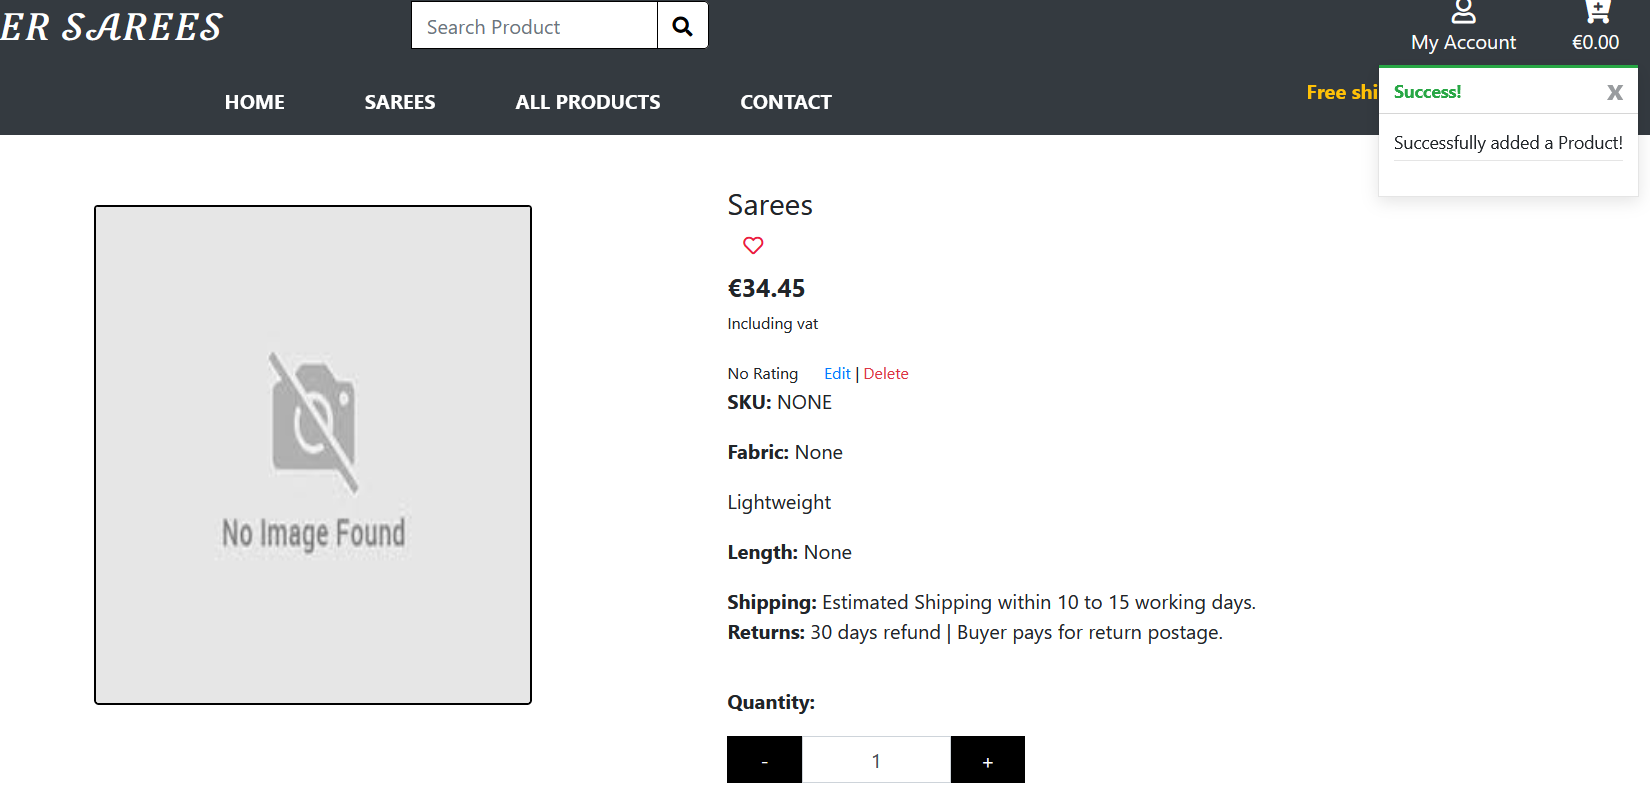 ER SAREES
Search Product
My Account
€0.00
HOME SAREES ALL PRODUCTS CONTACT
Free shi
Success! X
Successfully added a Product!
Sarees
€34.45
Including vat
No Rating Edit | Delete
SKU: NONE
Fabric: None
Lightweight
Length: None
Shipping: Estimated Shipping within 10 to 15 working days.
Returns: 30 days refund | Buyer pays for return postage.
Quantity:
- 1 +
No Image Found